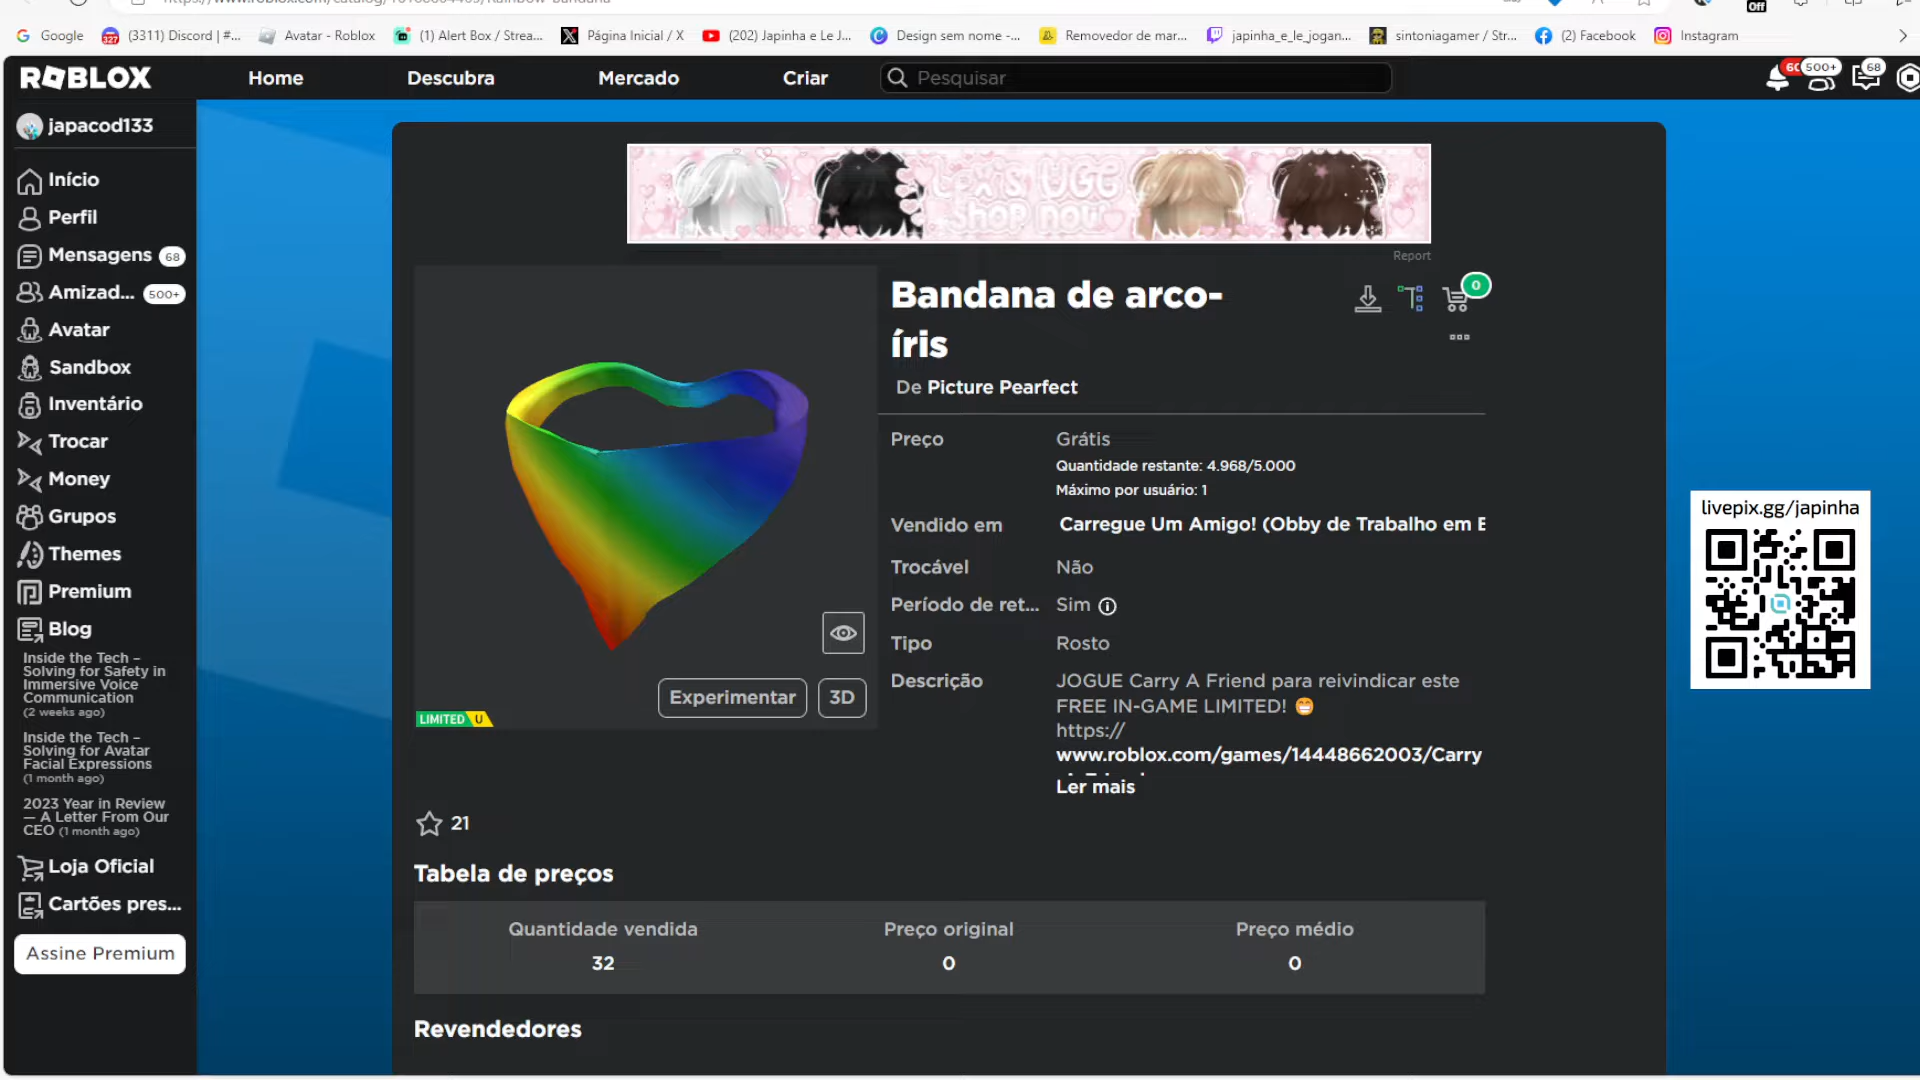 Google
(3311) Discord | #...
Avatar - Roblox
(1) Alert Box / Strea...
Página Inicial / X
(202) Japinha e Le J...
Design sem nome -...
Removedor de mar...
japinha_e_le_jogan...
sintoniagamer / Str...
(2) Facebook
Instagram
Off
ROBLOX
Home
Descubra
Mercado
Criar
Pesquisar
500+
68
japacod133
Início
Perfil
Mensagens 68
Amizad... 500+
Avatar
Sandbox
Inventário
Trocar
Money
Grupos
Themes
Premium
Blog
Inside the Tech –
Solving for Safety in
Immersive Voice
Communication
(2 weeks ago)
Inside the Tech –
Solving for Avatar
Facial Expressions
(1 month ago)
2023 Year in Review
— A Letter From Our
CEO (1 month ago)
Loja Oficial
Cartões pres...
Assine Premium
Lex's UGC
shop now
Report
Bandana de arco-
íris
0
De Picture Pearfect
Preço Grátis
Quantidade restante: 4.968/5.000
Máximo por usuário: 1
Vendido em Carregue Um Amigo! (Obby de Trabalho em E
Trocável Não
Período de ret... Sim
Tipo Rosto
Descrição JOGUE Carry A Friend para reivindicar este
FREE IN-GAME LIMITED! 😁
https://
www.roblox.com/games/14448662003/Carry
Ler mais
Experimentar
3D
LIMITED U
21
Tabela de preços
Quantidade vendida Preço original Preço médio
32 0 0
Revendedores
livepix.gg/japinha